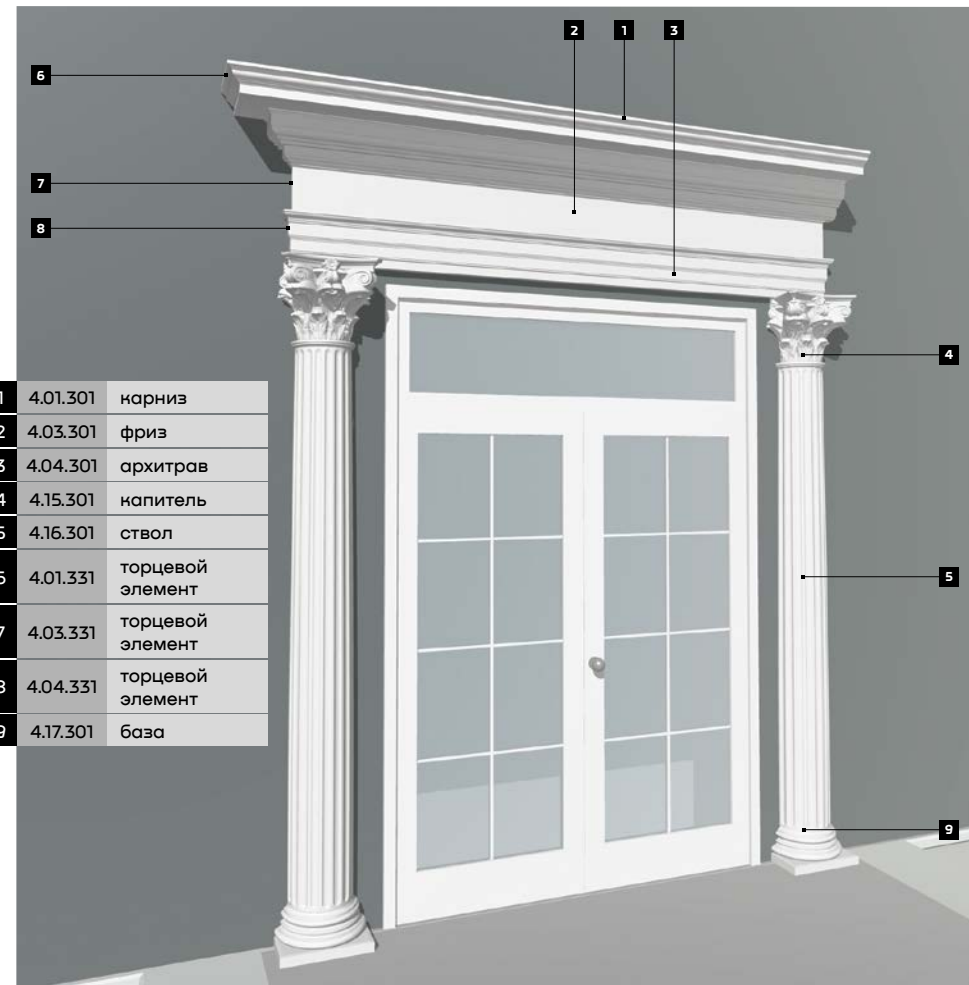 2 1 3
6
7
8
4
1 4.01.301 карниз
2 4.03.301 фриз
3 4.04.301 архитрав
4 4.15.301 капитель
5 4.16.301 ствол
6 4.01.331 торцевой
элемент
7 4.03.331 торцевой
элемент
8 4.04.331 торцевой
элемент
9 4.17.301 база
5
9